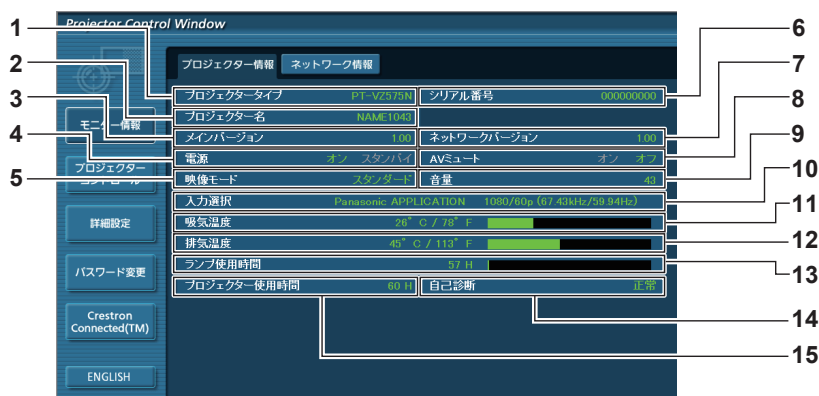 Projector Control Window
プロジェクター情報 ネットワーク情報
1
2
3
4
5
6
7
8
9
10
11
12
13
14
15
モニター情報
プロジェクター
コントロール
詳細設定
パスワード変更
Crestron
Connected(TM)
ENGLISH
プロジェクタータイプ PT-VZ575N シリアル番号 000000000
プロジェクター名 NAME1043
メインバージョン 1.00 ネットワークバージョン 1.00
電源 オン スタンバイ AVミュート オン オフ
映像モード スタンダード 音量 43
入力選択 Panasonic APPLICATION 1080/60p (67.43kHz/59.94Hz)
吸気温度 26° C / 78° F
排気温度 45° C / 113° F
ランプ使用時間 57 H
プロジェクター使用時間 60 H 自己診断 正常